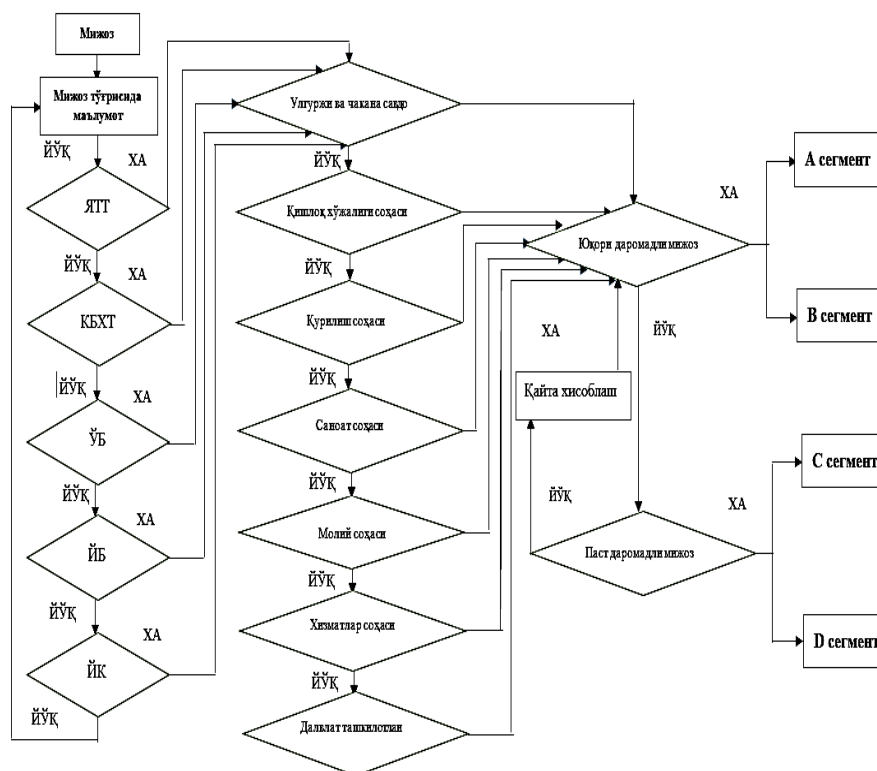 Мижоз
Мижоз тўғрисида
маълумот
ЙЎҚ
ХА
ЯТТ
ЙЎҚ
ХА
КБХТ
ЙЎҚ
ХА
ЎБ
ЙЎҚ
ХА
ЙБ
ЙЎҚ
ХА
ЙК
ЙЎҚ
Улгуржи ва чакана савдо
ЙЎҚ
Қишлоқ хўжалиги соҳаси
ЙЎҚ
Қурилиш соҳаси
ЙЎҚ
Саноат соҳаси
ЙЎҚ
Молия соҳаси
ЙЎҚ
Хизматлар соҳаси
ЙЎҚ
Далвлат ташкилотлан
Юқори даромадли мижоз
ХА
ЙЎҚ
ХА
Қайта хисоблаш
ЙЎҚ
Паст даромадли мижоз
ХА
А сегмент
В сегмент
С сегмент
D сегмент